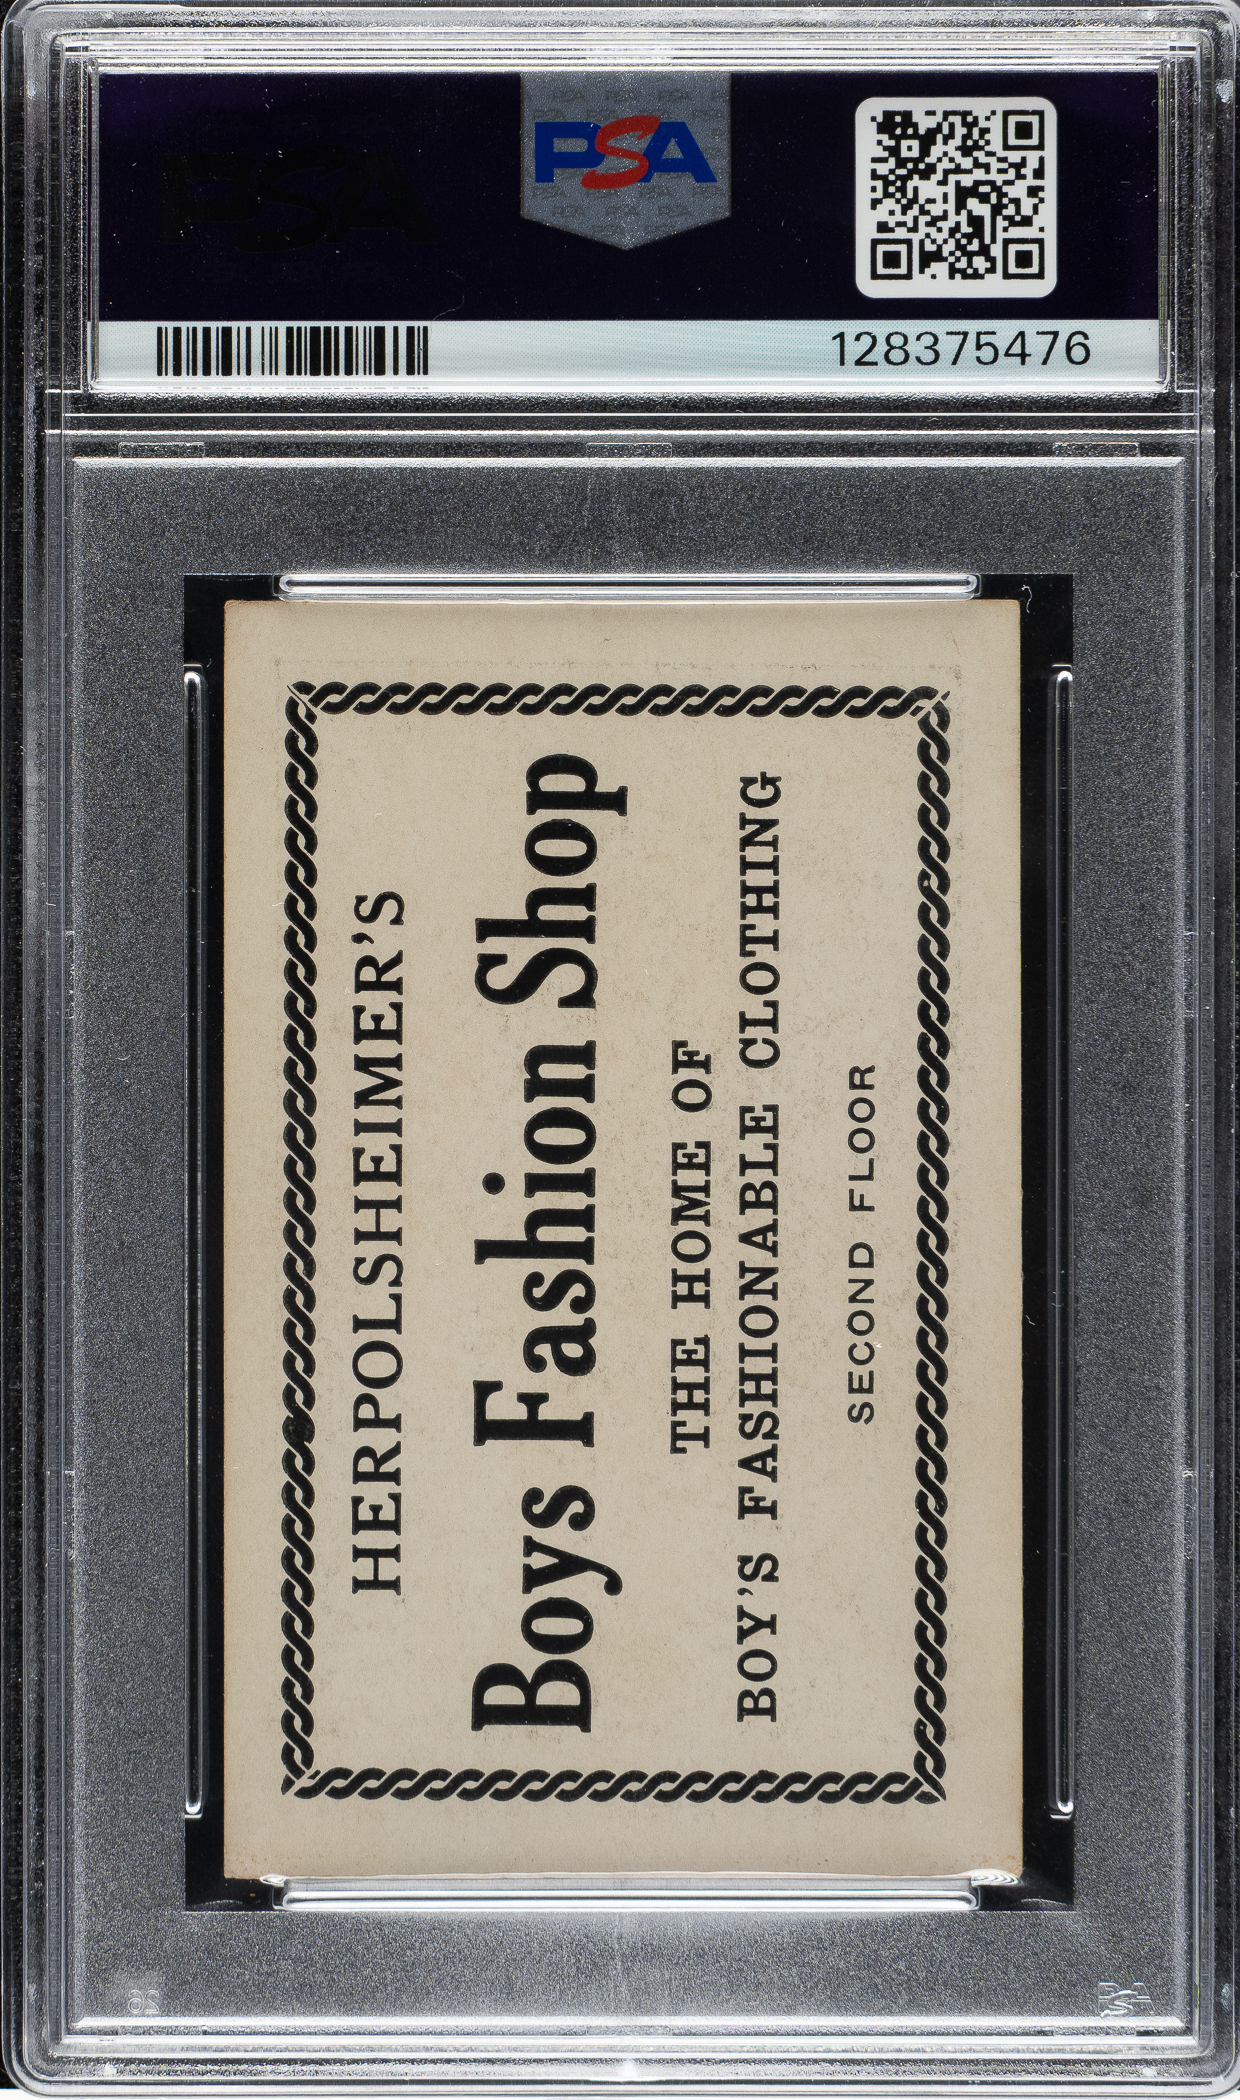 PSA
128375476
HERPOLSHEIMER'S
Boys Fashion Shop
THE HOME OF
BOY'S FASHIONABLE CLOTHING
SECOND FLOOR
PSA